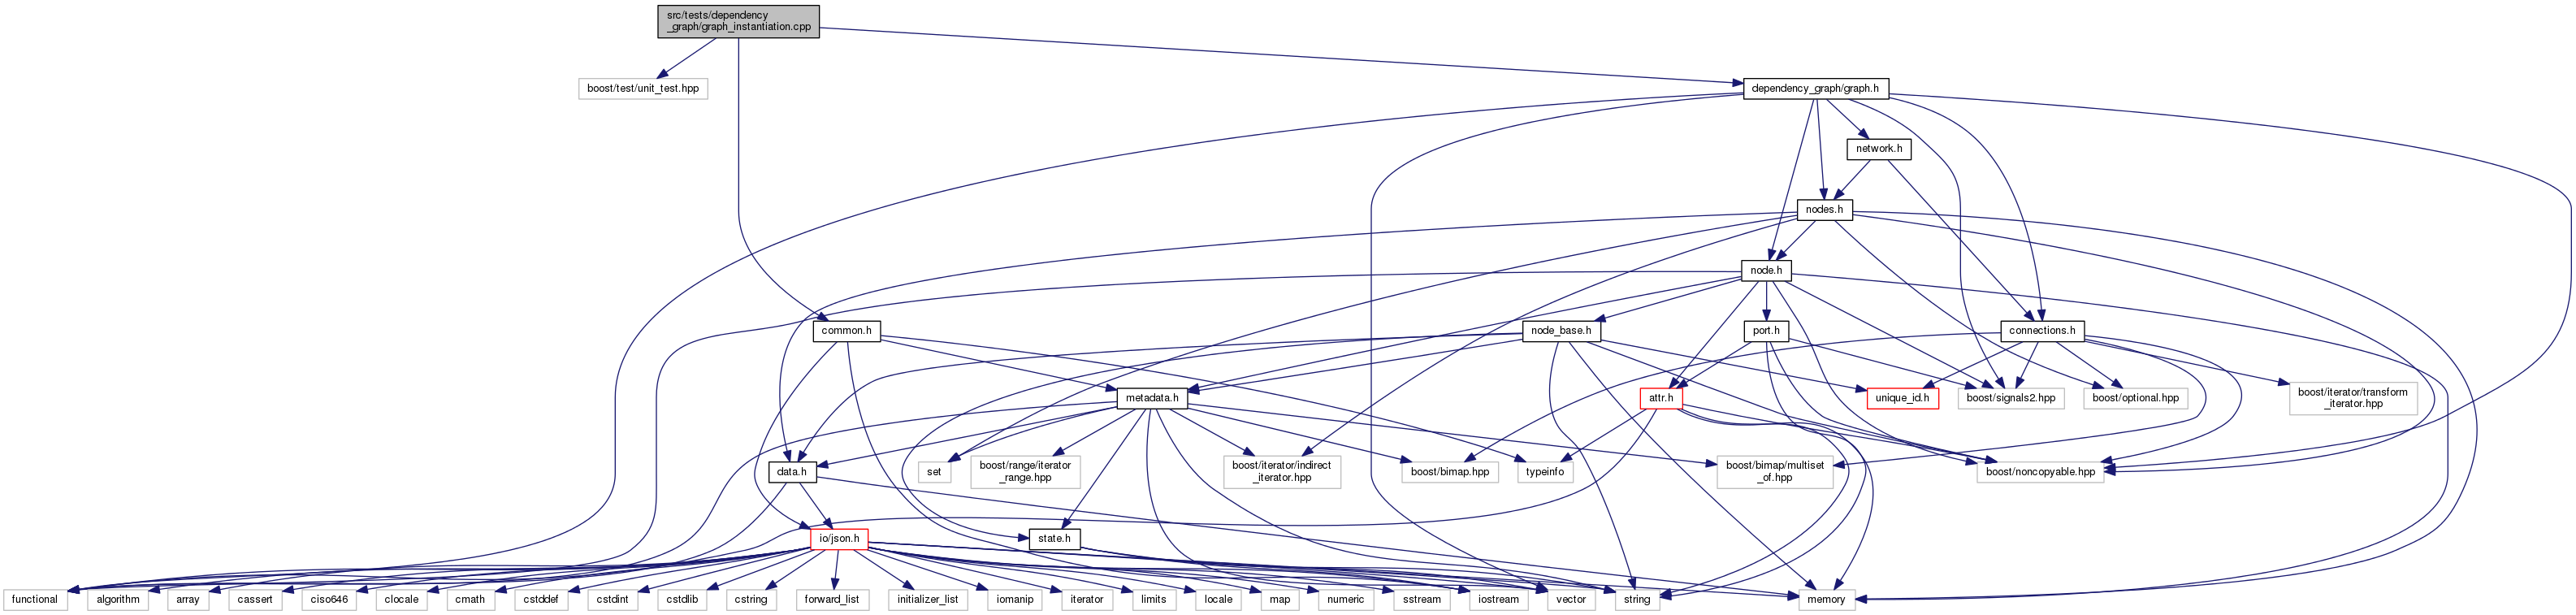 src/tests/dependency
_graph/graph_instantiation.cpp
boost/test/unit_test.hpp
dependency_graph/graph.h
network.h
nodes.h
node.h
common.h
node_base.h
port.h
connections.h
metadata.h
attr.h
unique_id.h
boost/signals2.hpp
boost/optional.hpp
boost/iterator/transform
_iterator.hpp
data.h
set
boost/range/iterator
_range.hpp
boost/iterator/indirect
_iterator.hpp
boost/bimap.hpp
typeinfo
boost/bimap/multiset
_of.hpp
boost/noncopyable.hpp
io/json.h
state.h
functional
algorithm
array
cassert
ciso646
clocale
cmath
cstddef
cstdint
cstdlib
cstring
forward_list
initializer_list
iomanip
iterator
limits
locale
map
numeric
sstream
iostream
vector
string
memory